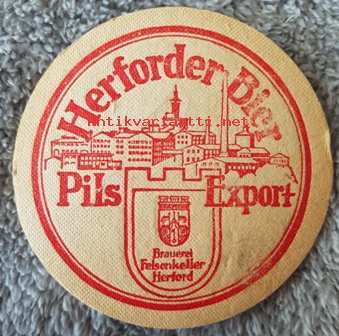 Herforder Bier
antikvariaatti.net
Pils Export
Brauerei
Felsenkeller
Herford